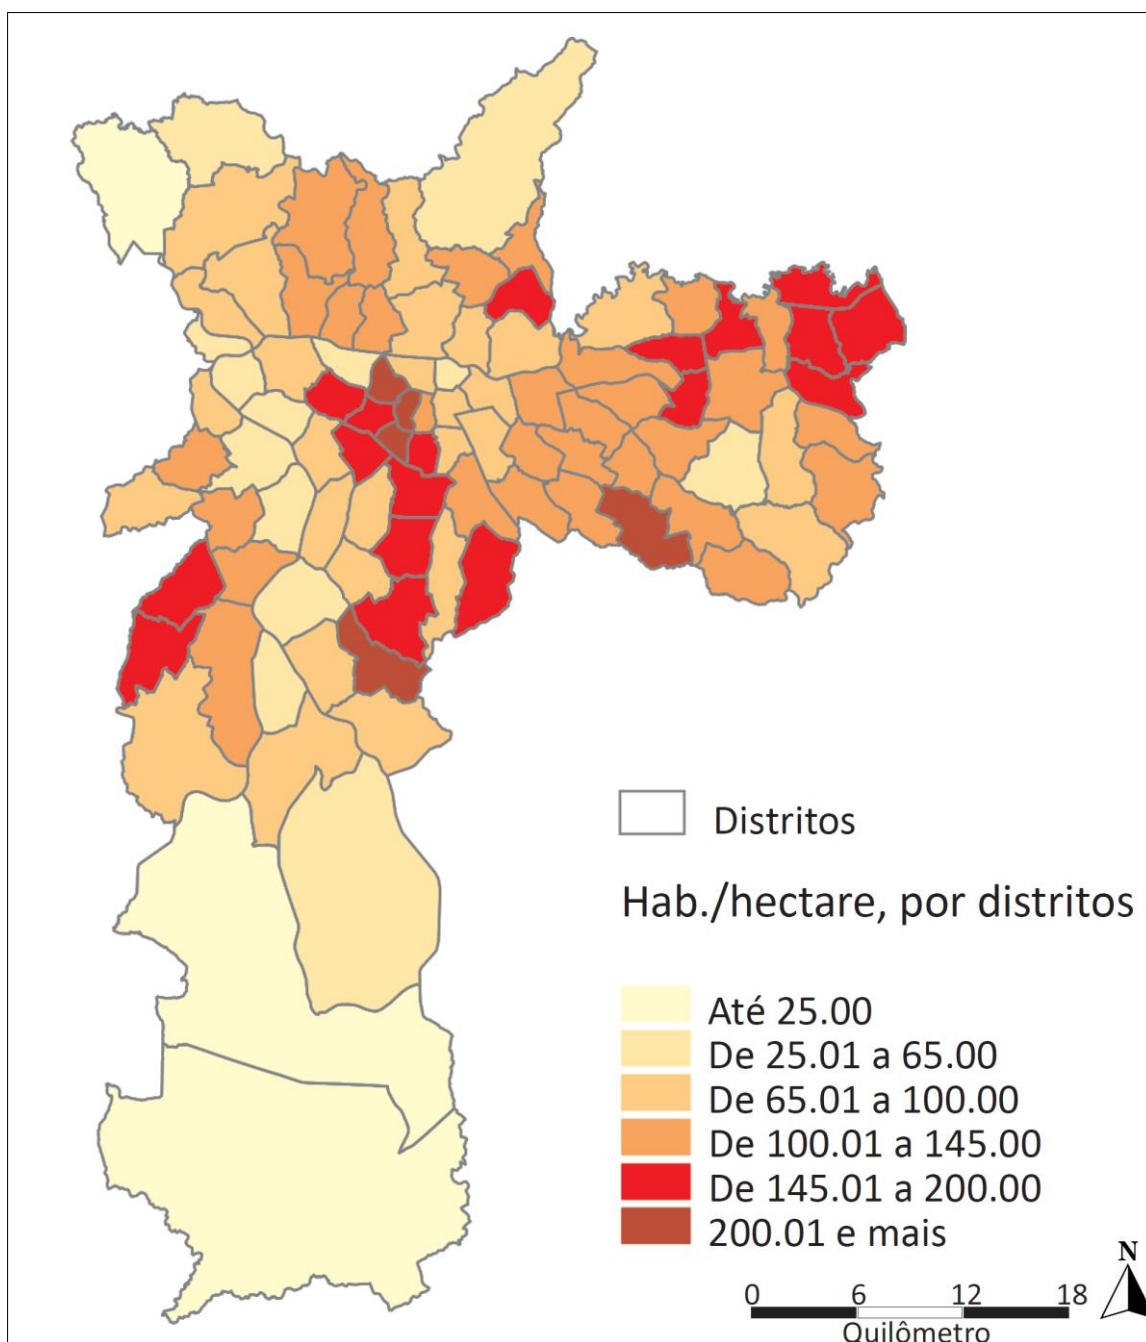 Distritos
Hab./hectare, por distritos
Até 25.00
De 25.01 a 65.00
De 65.01 a 100.00
De 100.01 a 145.00
De 145.01 a 200.00
200.01 e mais
N
0 6 12 18
Quilômetro